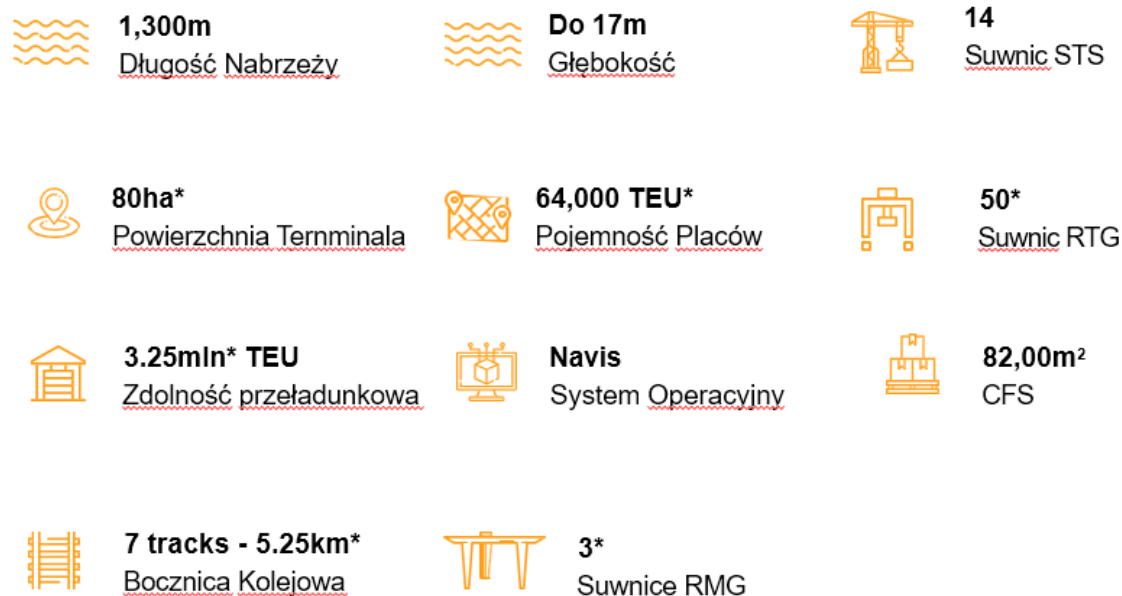 1,300m
Długość Nabrzeży
Do 17m
Głębokość
14
Suwnic STS
80ha*
Powierzchnia Ternminala
64,000 TEU*
Pojemność Placów
50*
Suwnic RTG
3.25mln* TEU
Zdolność przeładunkowa
Navis
System Operacyjny
82,00m²
CFS
7 tracks - 5.25km*
Bocznica Kolejowa
3*
Suwnice RMG